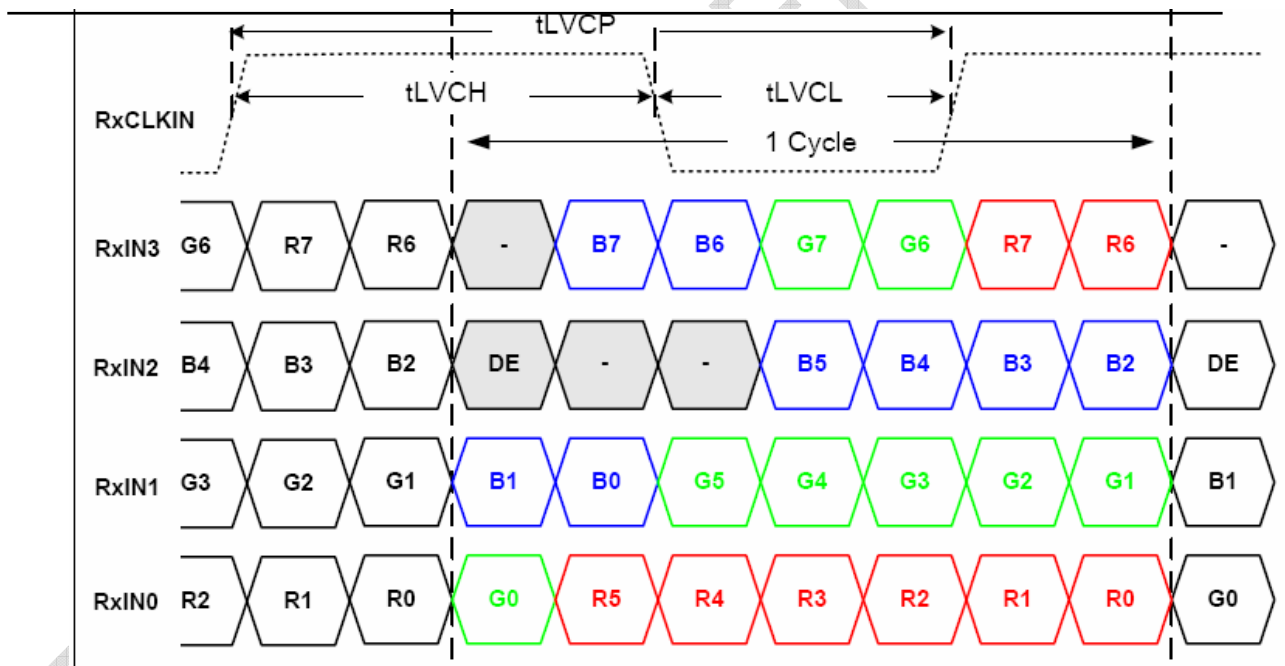 tLVCP
tLVCH tLVCL
RxCLKIN
1 Cycle
RxIN3 G6 R7 R6 - B7 B6 G7 G6 R7 R6 -
RxIN2 B4 B3 B2 DE - - B5 B4 B3 B2 DE
RxIN1 G3 G2 G1 B1 B0 G5 G4 G3 G2 G1 B1
RxIN0 R2 R1 R0 G0 R5 R4 R3 R2 R1 R0 G0